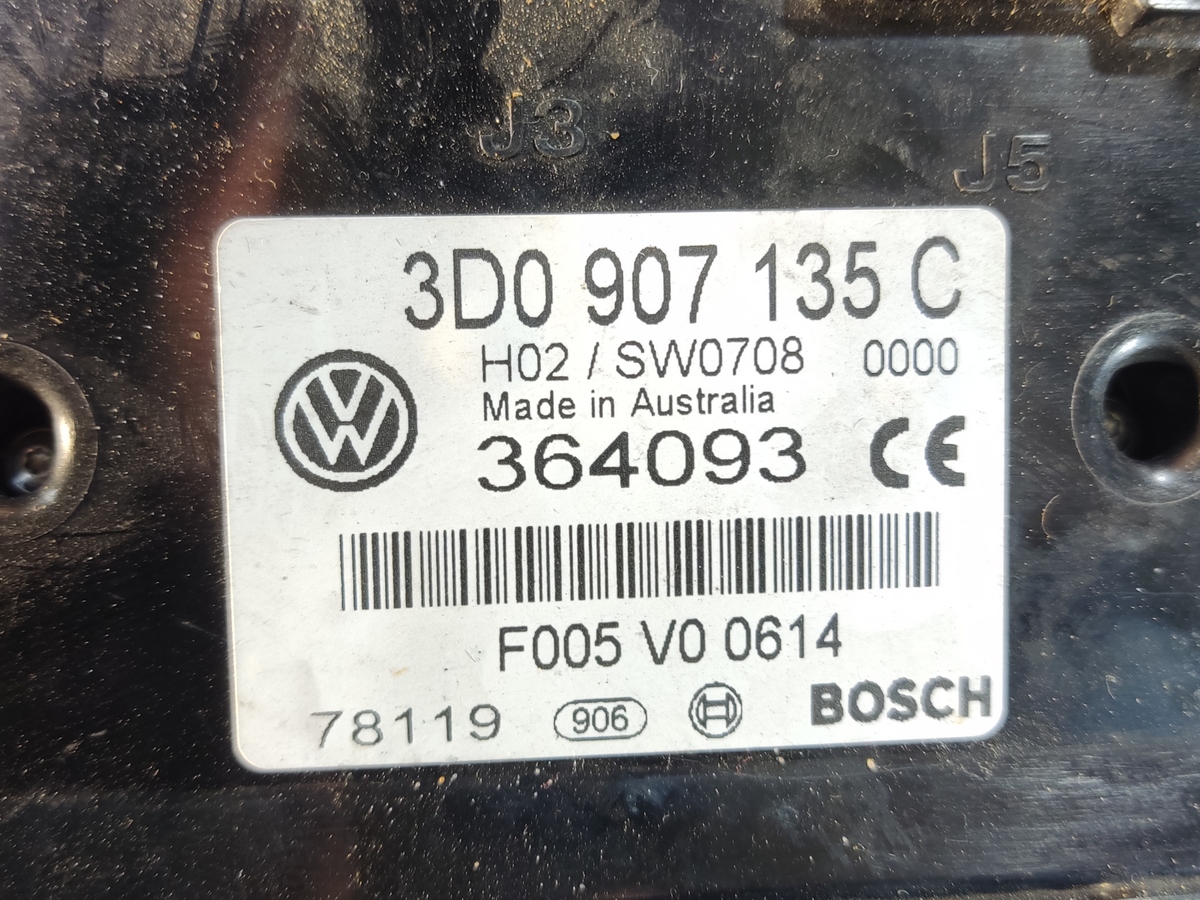 J3
J5
3D0 907 135 C
H02 / SW0708 0000
Made in Australia
364093 CE
F005 V0 0614
78119 906 BOSCH